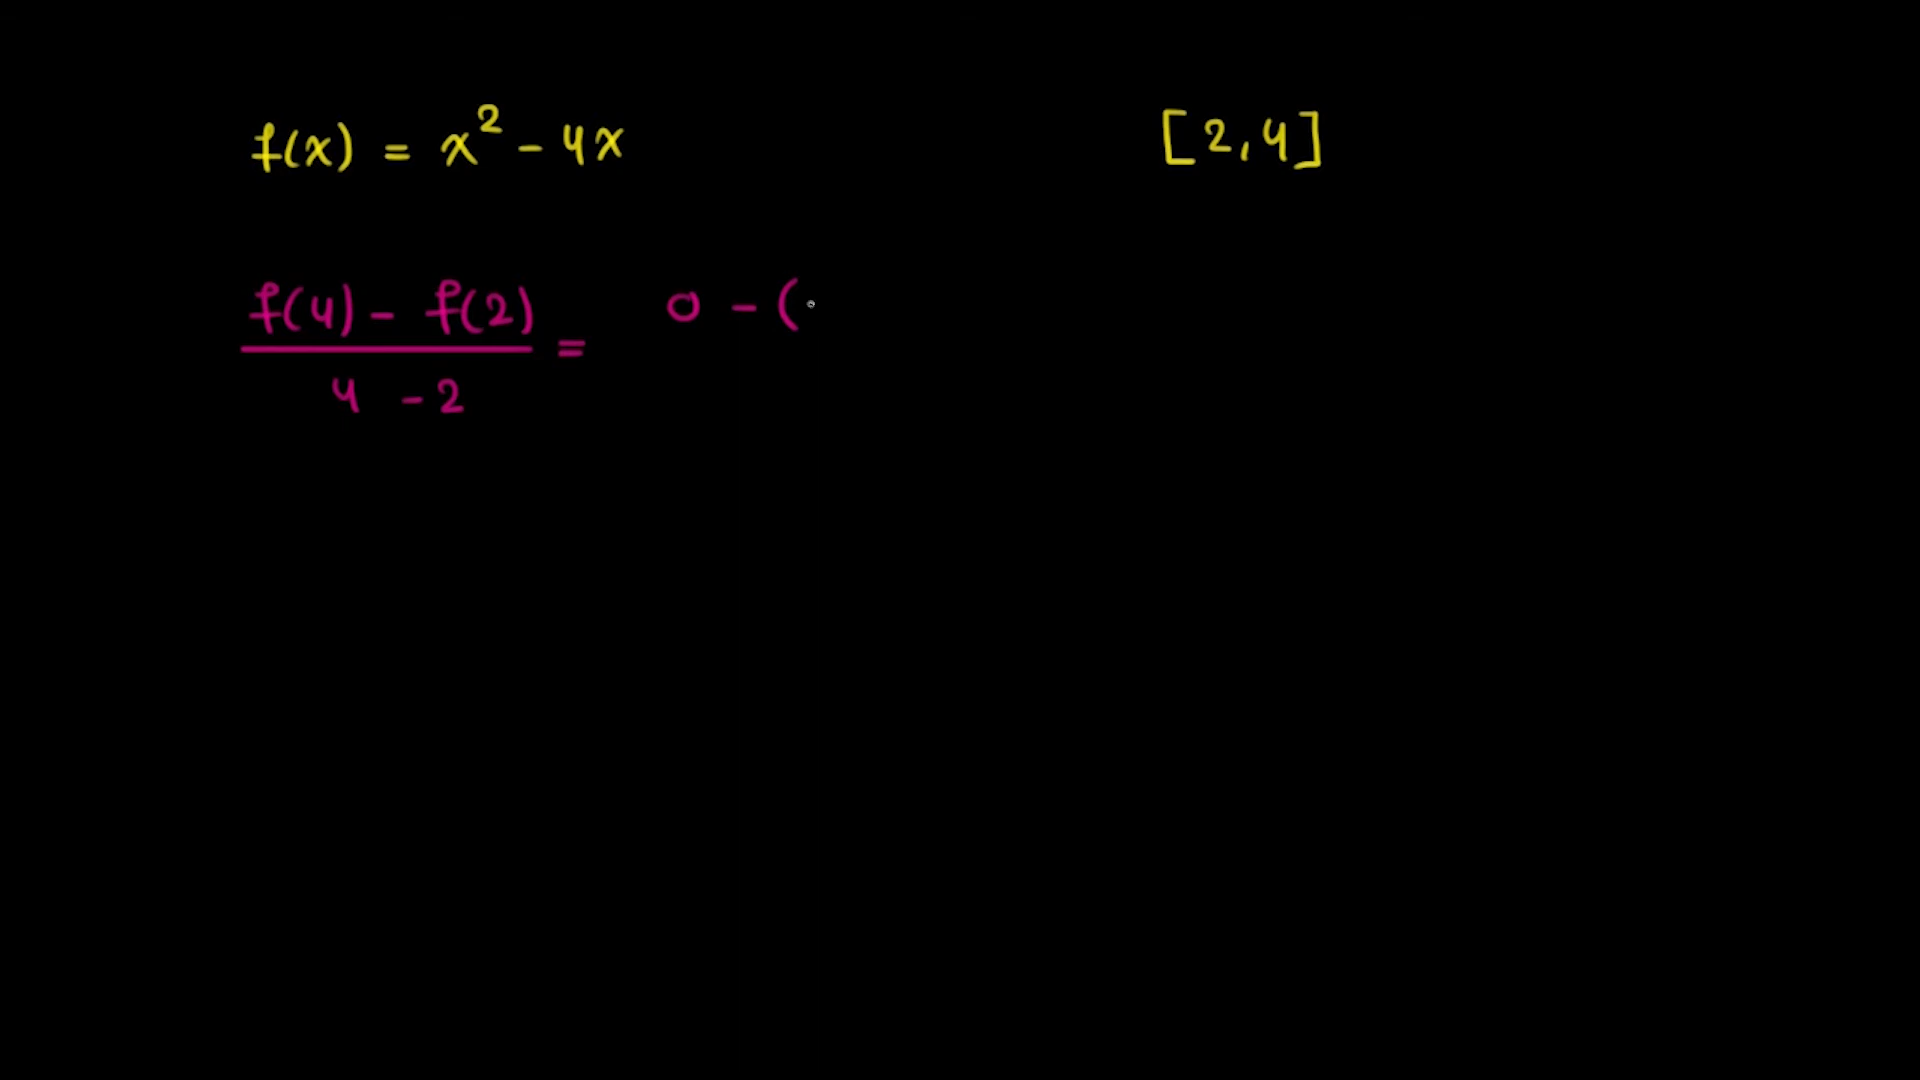 f(x) = x² - 4x [2,4]
f(4) - f(2) = 0 - (
4 - 2